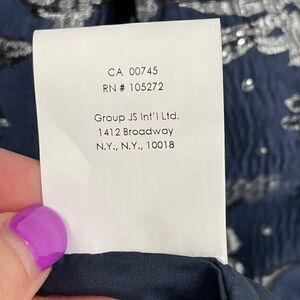 CA 00745
RN # 105272
Group JS Int'l Ltd.
1412 Broadway
N.Y., N.Y., 10018